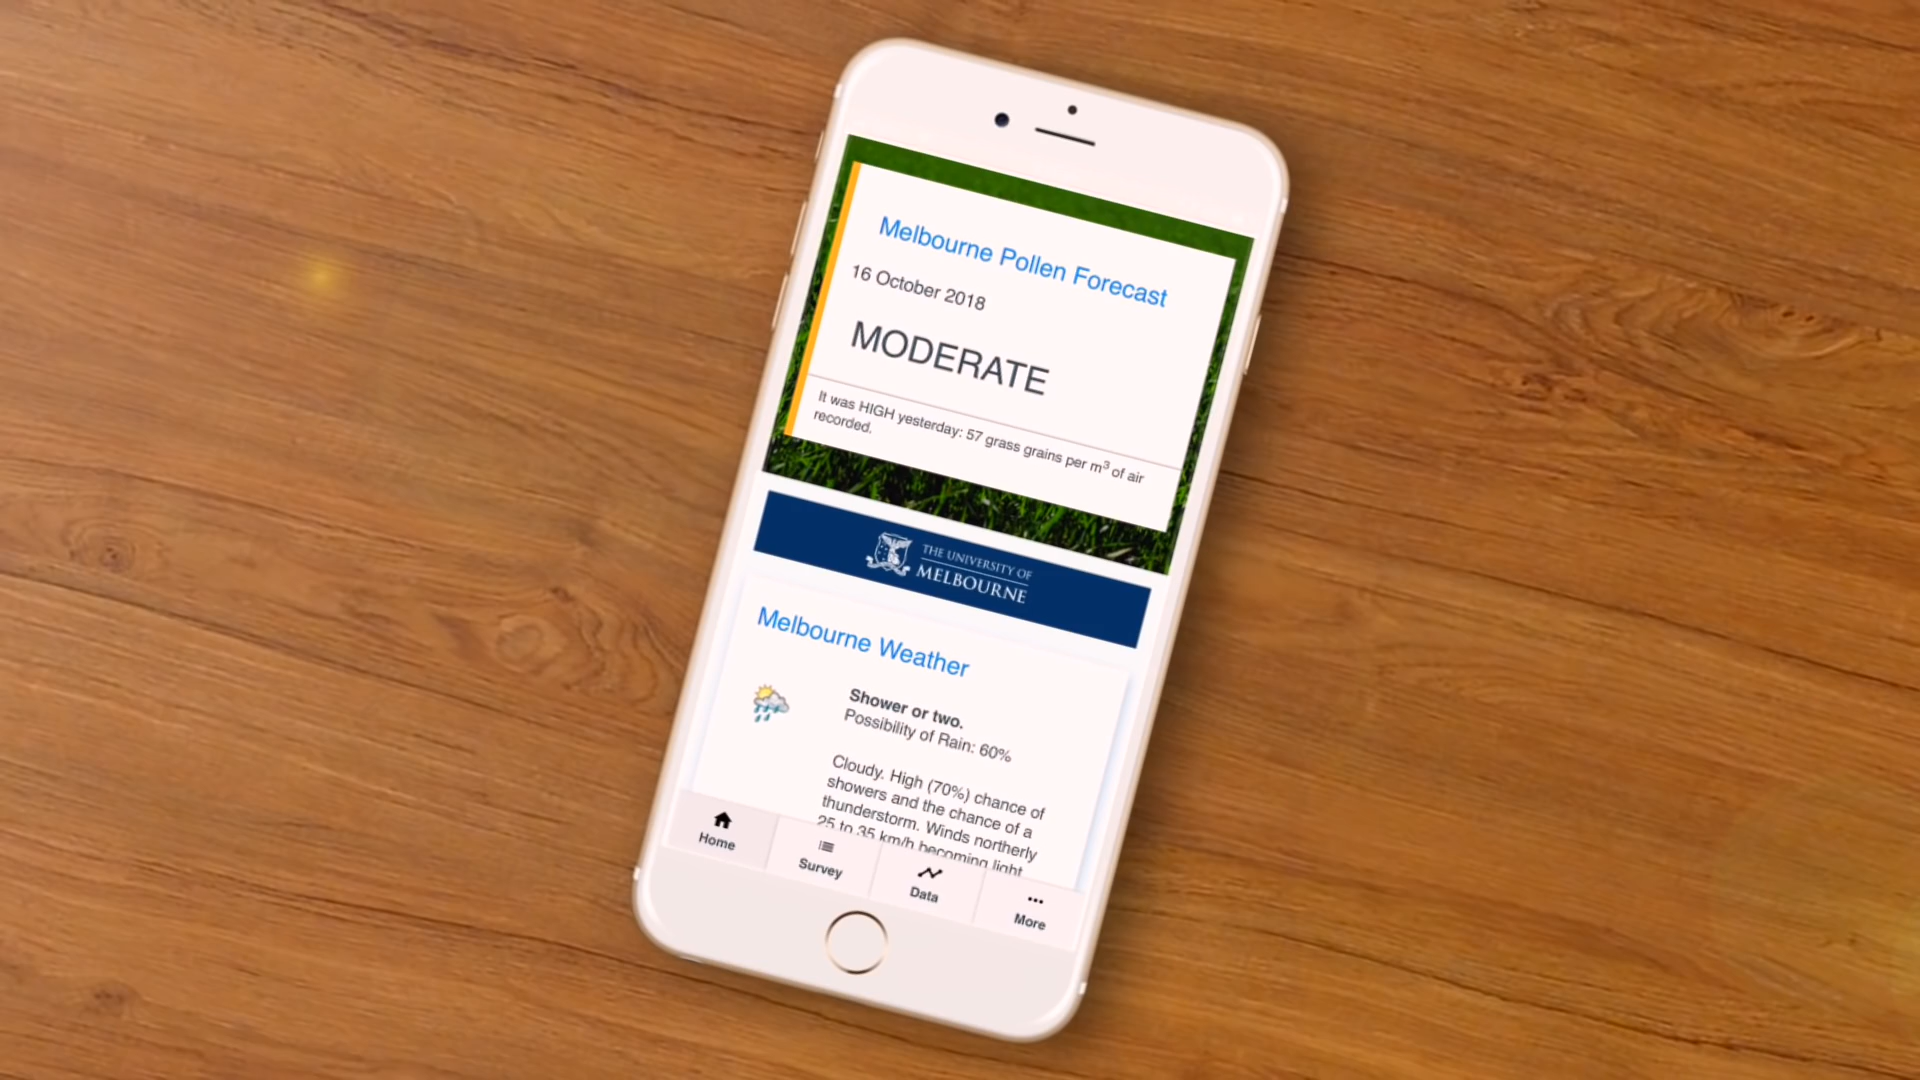 Melbourne Pollen Forecast
16 October 2018
MODERATE
It was HIGH yesterday: 57 grass grains per m³ of air
recorded.
THE UNIVERSITY OF
MELBOURNE
Melbourne Weather
Shower or two.
Possibility of Rain: 60%
Cloudy. High (70%) chance of
showers and the chance of a
thunderstorm. Winds northerly
25 to 35 km/h becoming light
Home
Survey
Data
More